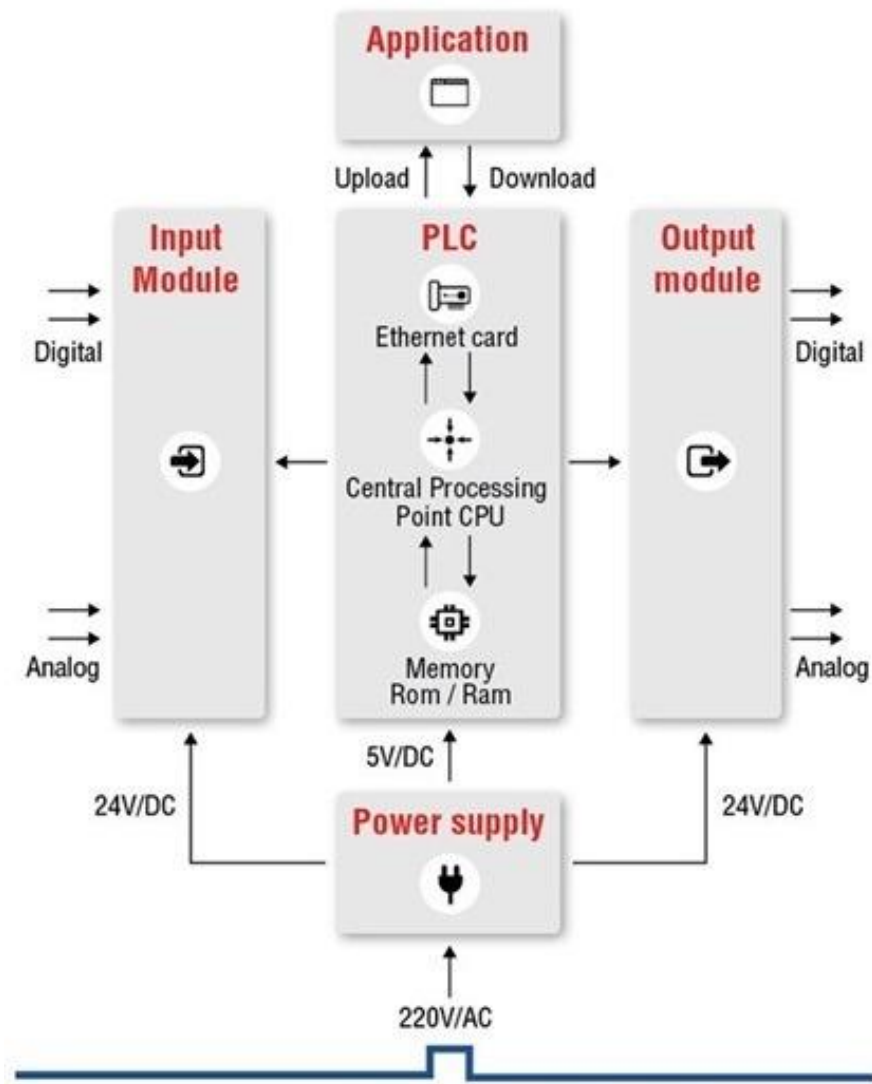 Application
Upload
Download
Input
Module
PLC
Output
module
Ethernet card
Digital
Digital
Central Processing
Point CPU
Analog
Memory
Rom / Ram
Analog
5V/DC
24V/DC
24V/DC
Power supply
220V/AC